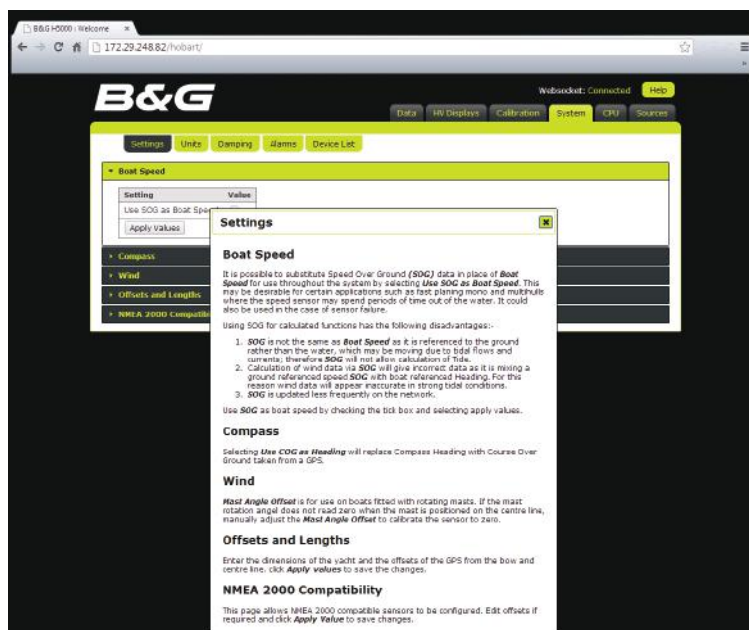 B&G H5000 : Welcome
172.29.248.82/hobart/
B&G
Websocket: Connected Help
Data HV Displays Calibration System CPU Sources
Settings Units Damping Alarms Device List
Boat Speed
Setting Value
Use SOG as Boat Spee
Apply Values
Compass
Wind
Offsets and Lengths
NMEA 2000 Compatibi
Settings
Boat Speed
It is possible to substitute Speed Over Ground (SOG) data in place of Boat
Speed for use throughout the system by selecting Use SOG as Boat Speed. This
may be desirable for certain applications such as fast planing mono and multihulls
where the speed sensor may spend periods of time out of the water. It could
also be used in the case of sensor failure.
Using SOG for calculated functions has the following disadvantages:-
1. SOG is not the same as Boat Speed as it is referenced to the ground
rather than the water, which may be moving due to tidal flows and
currents; therefore SOG will not allow calculation of Tide.
2. Calculation of wind data via SOG will give incorrect data as it is mixing a
ground referenced speed SOG with boat referenced Heading. For this
reason wind data will appear inaccurate in strong tidal conditions.
3. SOG is updated less frequently on the network.
Use SOG as boat speed by checking the tick box and selecting apply values.
Compass
Selecting Use COG as Heading will replace Compass Heading with Course Over
Ground taken from a GPS.
Wind
Mast Angle Offset is for use on boats fitted with rotating masts. If the mast
rotation angel does not read zero when the mast is positioned on the centre line,
manually adjust the Mast Angle Offset to calibrate the sensor to zero.
Offsets and Lengths
Enter the dimensions of the yacht and the offsets of the GPS from the bow and
centre line. click Apply values to save the changes.
NMEA 2000 Compatibility
This page allows NMEA 2000 compatible sensors to be configured. Edit offsets if
required and click Apply Value to save changes.